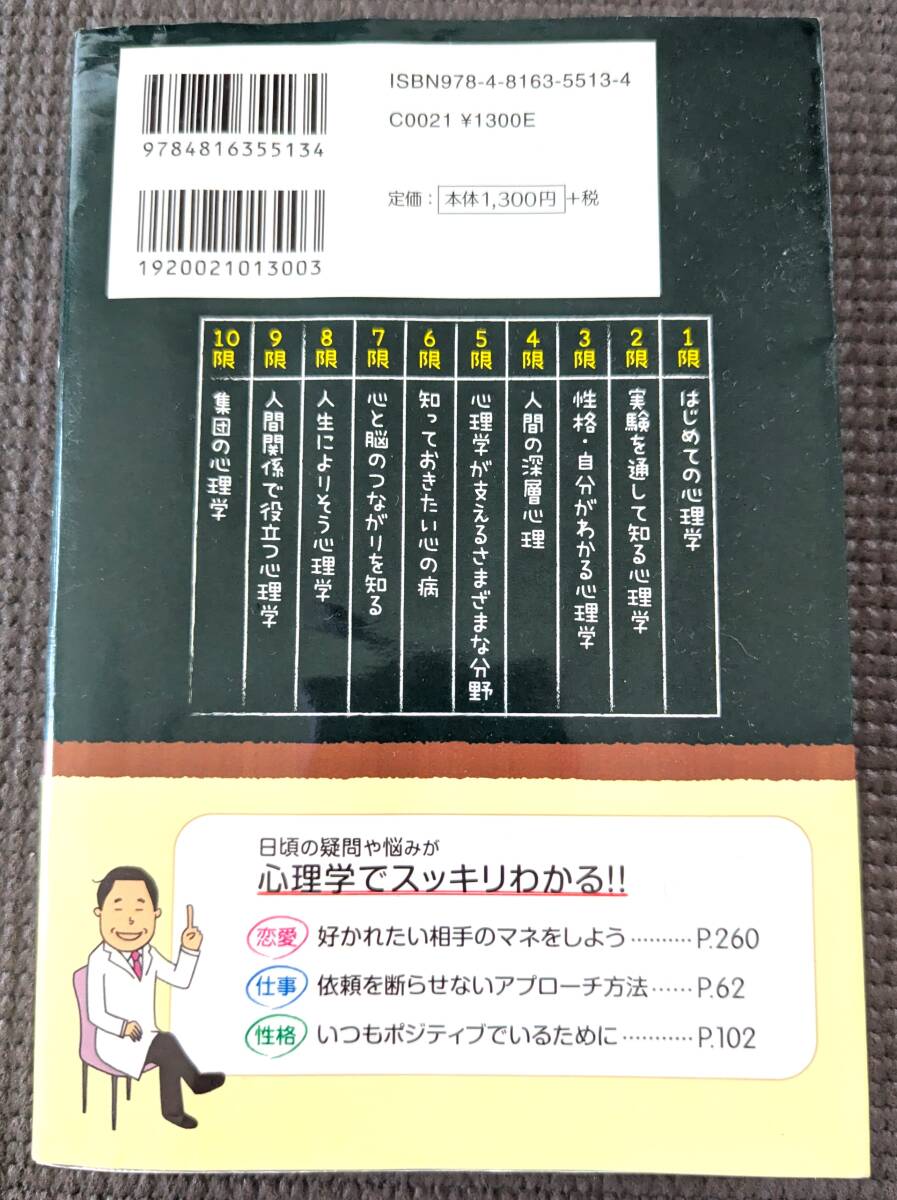 ISBN978-4-8163-5513-4
C0021 ¥1300E
9784816355134
定価：本体1,300円+税
1920021013003
1限 はじめての心理学
2限 実験を通して知る心理学
3限 性格・自分がわかる心理学
4限 人間の深層心理
5限 心理学が支えるさまざまな分野
6限 知っておきたい心の病
7限 心と脳のつながりを知る
8限 人生によりそう心理学
9限 人間関係で役立つ心理学
10限 集団の心理学
日頃の疑問や悩みが
心理学でスッキリわかる!!
恋愛 好かれたい相手のマネをしよう………P.260
仕事 依頼を断らせないアプローチ方法……P.62
性格 いつもポジティブでいるために…………P.102